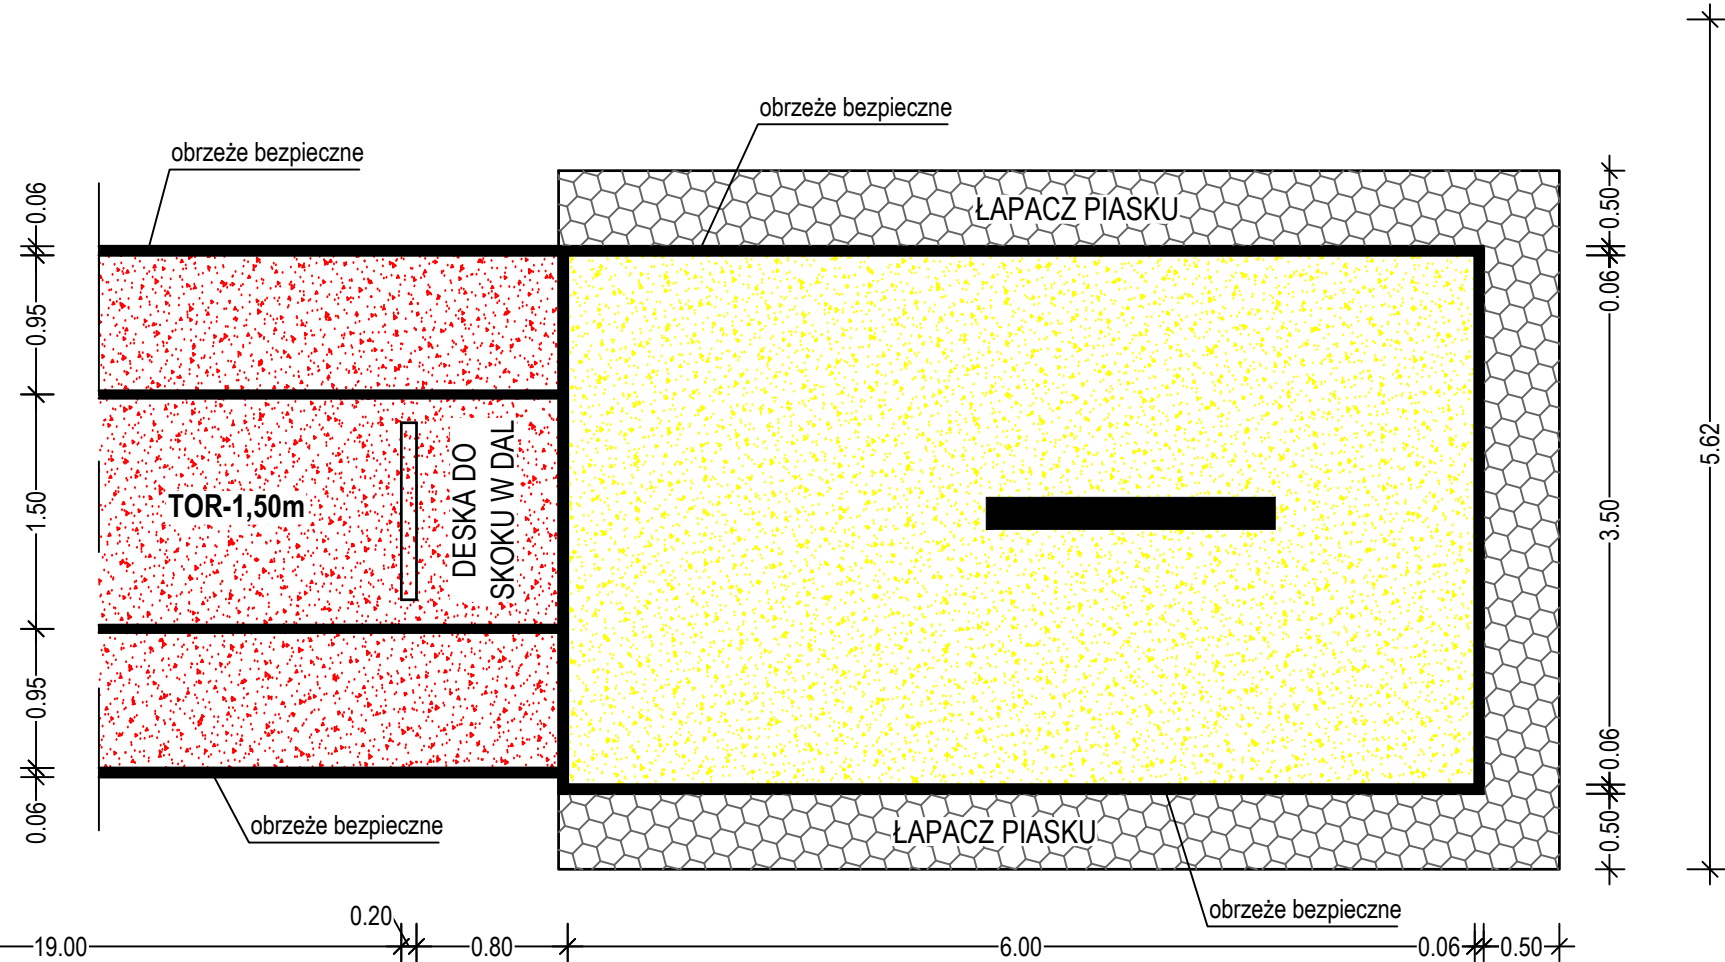 obrzeże bezpieczne
obrzeże bezpieczne
ŁAPACZ PIASKU
0.06
0.95
1.50
0.95
0.06
TOR-1,50m
DESKA DO
SKOKU W DAL
0.50
0.06
3.50
0.06
0.50
5.62
ŁAPACZ PIASKU
obrzeże bezpieczne
obrzeże bezpieczne
19.00
0.20
0.80
6.00
0.06
0.50